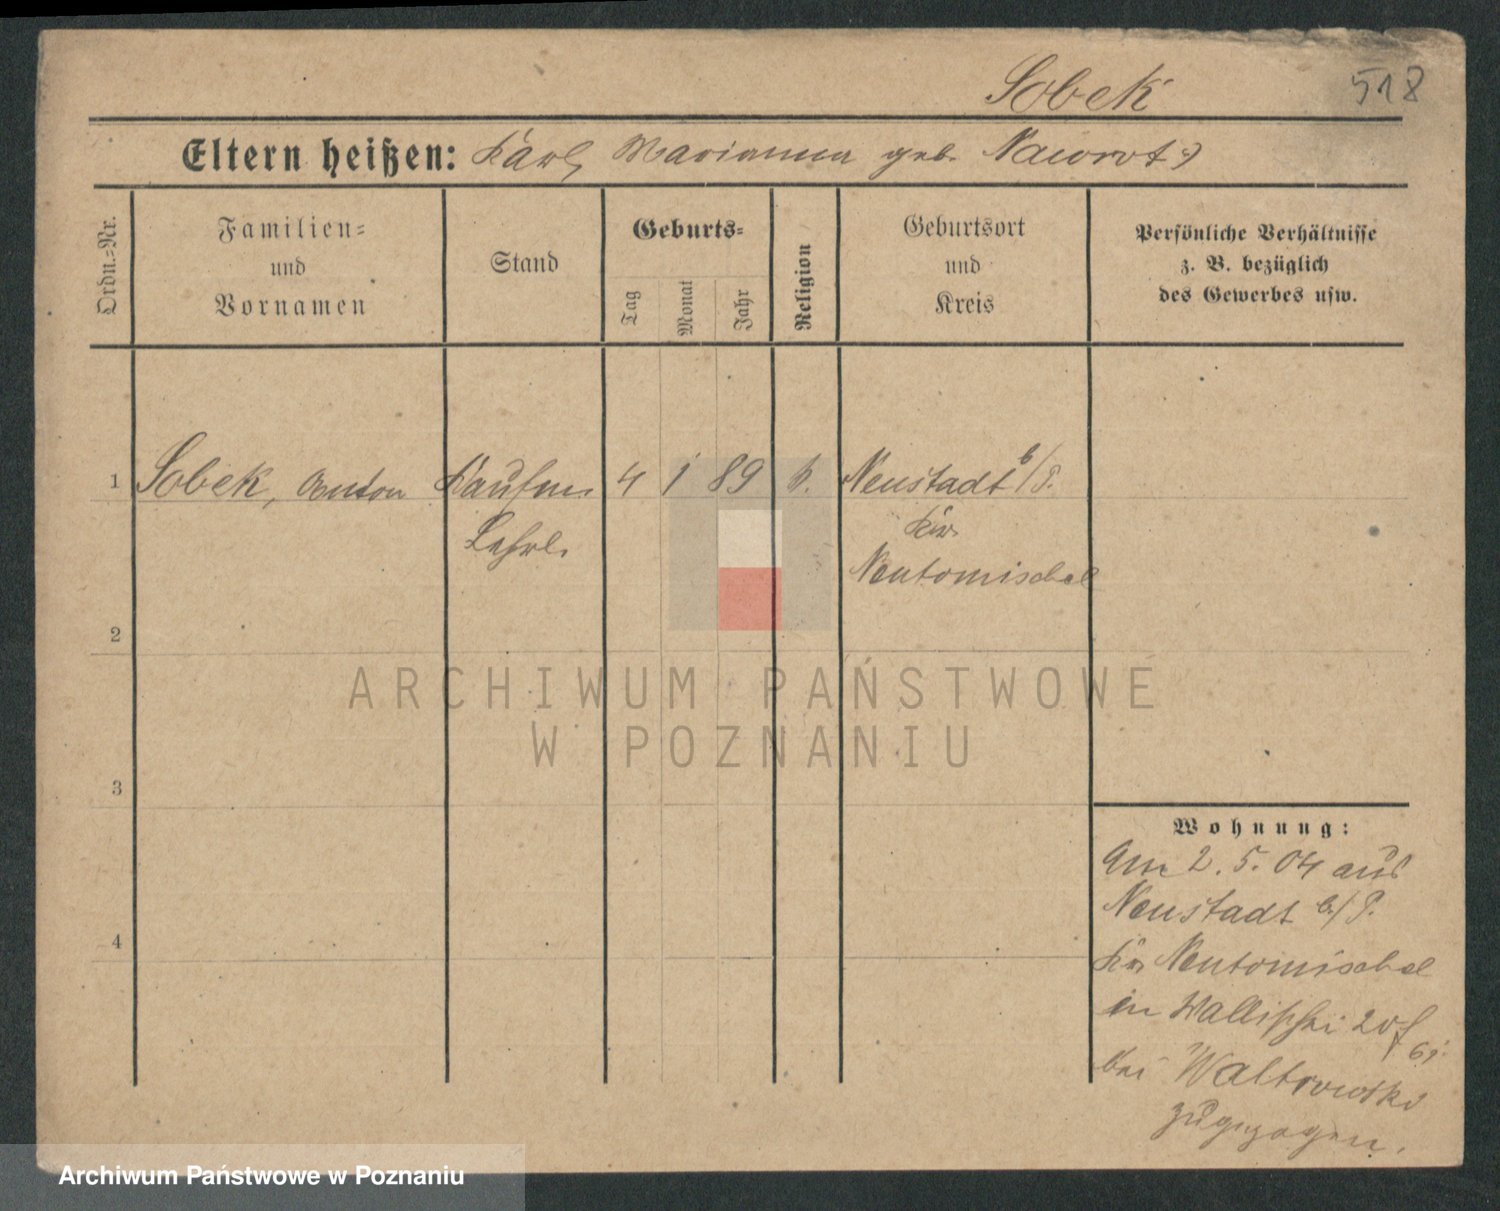 Sobek 518
Eltern heißen: Karl, Marianna geb. Nawrot
Ordn.-Nr.
Familien-
und
Vornamen
Stand
Geburts-
Tag
Monat
Jahr
Religion
Geburtsort
und
Kreis
Persönliche Verhältnisse
z. B. bezüglich
des Gewerbes usw.
1 Sobek, Anton Kaufm. 4 1 89 k. Neustadt b/P.
Lehrl. Kr.
Neutomischel
2
3
4
Wohnung:
Am 2. 5. 04 aus
Neustadt b./P.
Kr. Neutomischel
in Wallischei
bei
zugezogen.
ARCHIWUM PAŃSTWOWE
W POZNANIU
Archiwum Państwowe w Poznaniu